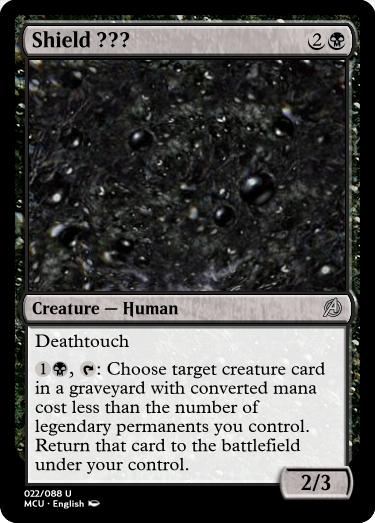 Shield ??? 2
Creature — Human
Deathtouch
1, : Choose target creature card
in a graveyard with converted mana
cost less than the number of
legendary permanents you control.
Return that card to the battlefield
under your control.
2/3
022/088 U
MCU · English